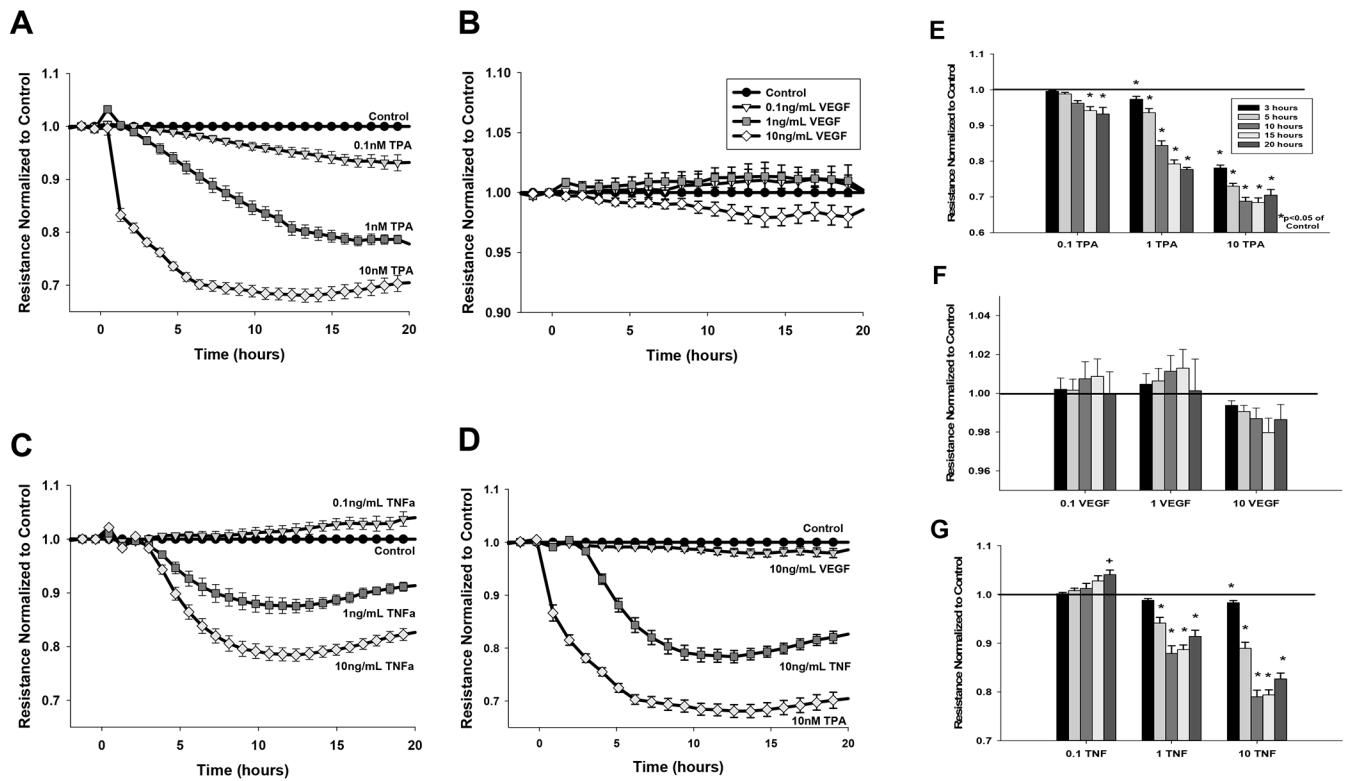 A
Resistance Normalized to Control
1.1
1.0
0.9
0.8
0.7
Control
0.1nM TPA
1nM TPA
10nM TPA
0
5
10
15
20
Time (hours)
B
Resistance Normalized to Control
1.10
1.05
1.00
0.95
0.90
Control
0.1ng/mL VEGF
1ng/mL VEGF
10ng/mL VEGF
0
5
10
15
20
Time (hours)
E
Resistance Normalized to Control
1.1
1.0
0.9
0.8
0.7
0.6
* *
* * * * *
* * * * *
3 hours
5 hours
10 hours
15 hours
20 hours
*p<0.05 of
Control
0.1 TPA
1 TPA
10 TPA
F
Resistance Normalized to Control
1.04
1.02
1.00
0.98
0.96
0.1 VEGF
1 VEGF
10 VEGF
C
Resistance Normalized to Control
1.1
1.0
0.9
0.8
0.7
0.1ng/mL TNFa
Control
1ng/mL TNFa
10ng/mL TNFa
0
5
10
15
20
Time (hours)
D
Resistance Normalized to Control
1.1
1.0
0.9
0.8
0.7
Control
10ng/mL VEGF
10ng/mL TNF
10nM TPA
0
5
10
15
20
Time (hours)
G
Resistance Normalized to Control
1.1
1.0
0.9
0.8
0.7
+
* * * *
* * * * *
0.1 TNF
1 TNF
10 TNF